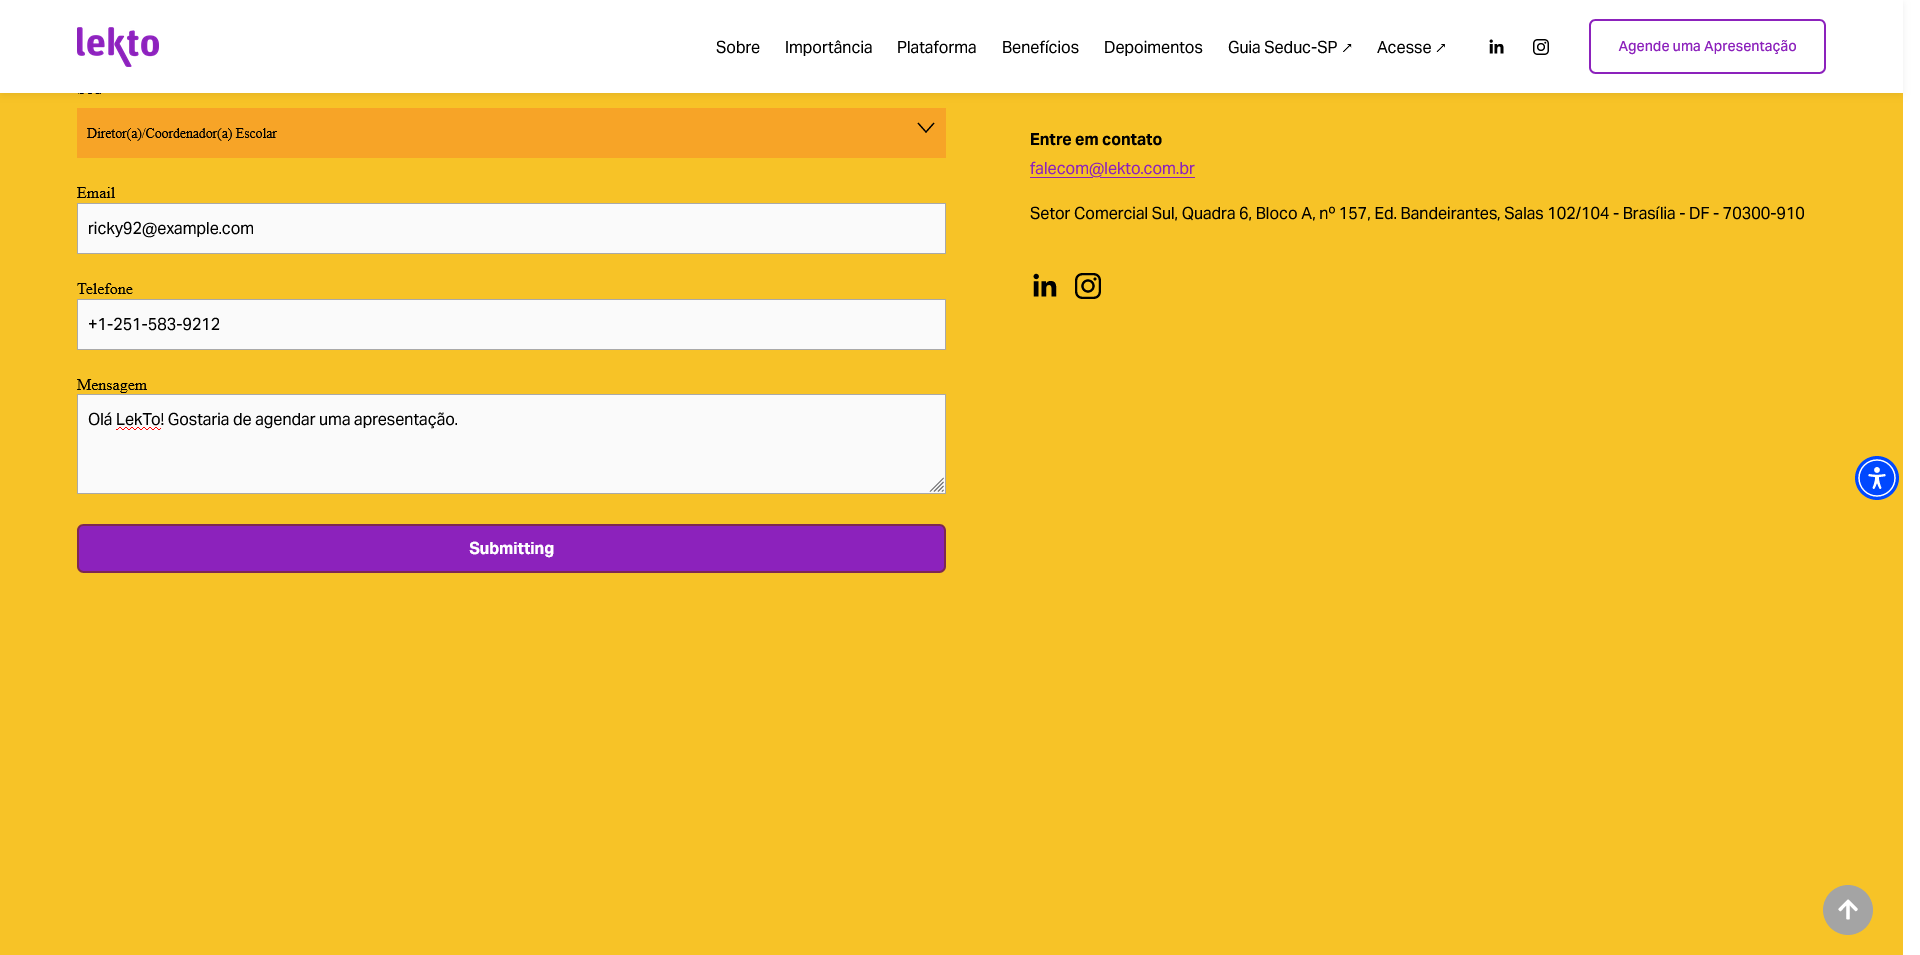 lekto
Sobre
Importância
Plataforma
Benefícios
Depoimentos
Guia Seduc-SP ↗
Acesse ↗
in
Agende uma Apresentação
Diretor(a)/Coordenador(a) Escolar
Email
ricky92@example.com
Telefone
+1-251-583-9212
Mensagem
Olá LekTo! Gostaria de agendar uma apresentação.
Submitting
Entre em contato
falecom@lekto.com.br
Setor Comercial Sul, Quadra 6, Bloco A, nº 157, Ed. Bandeirantes, Salas 102/104 - Brasília - DF - 70300-910
in